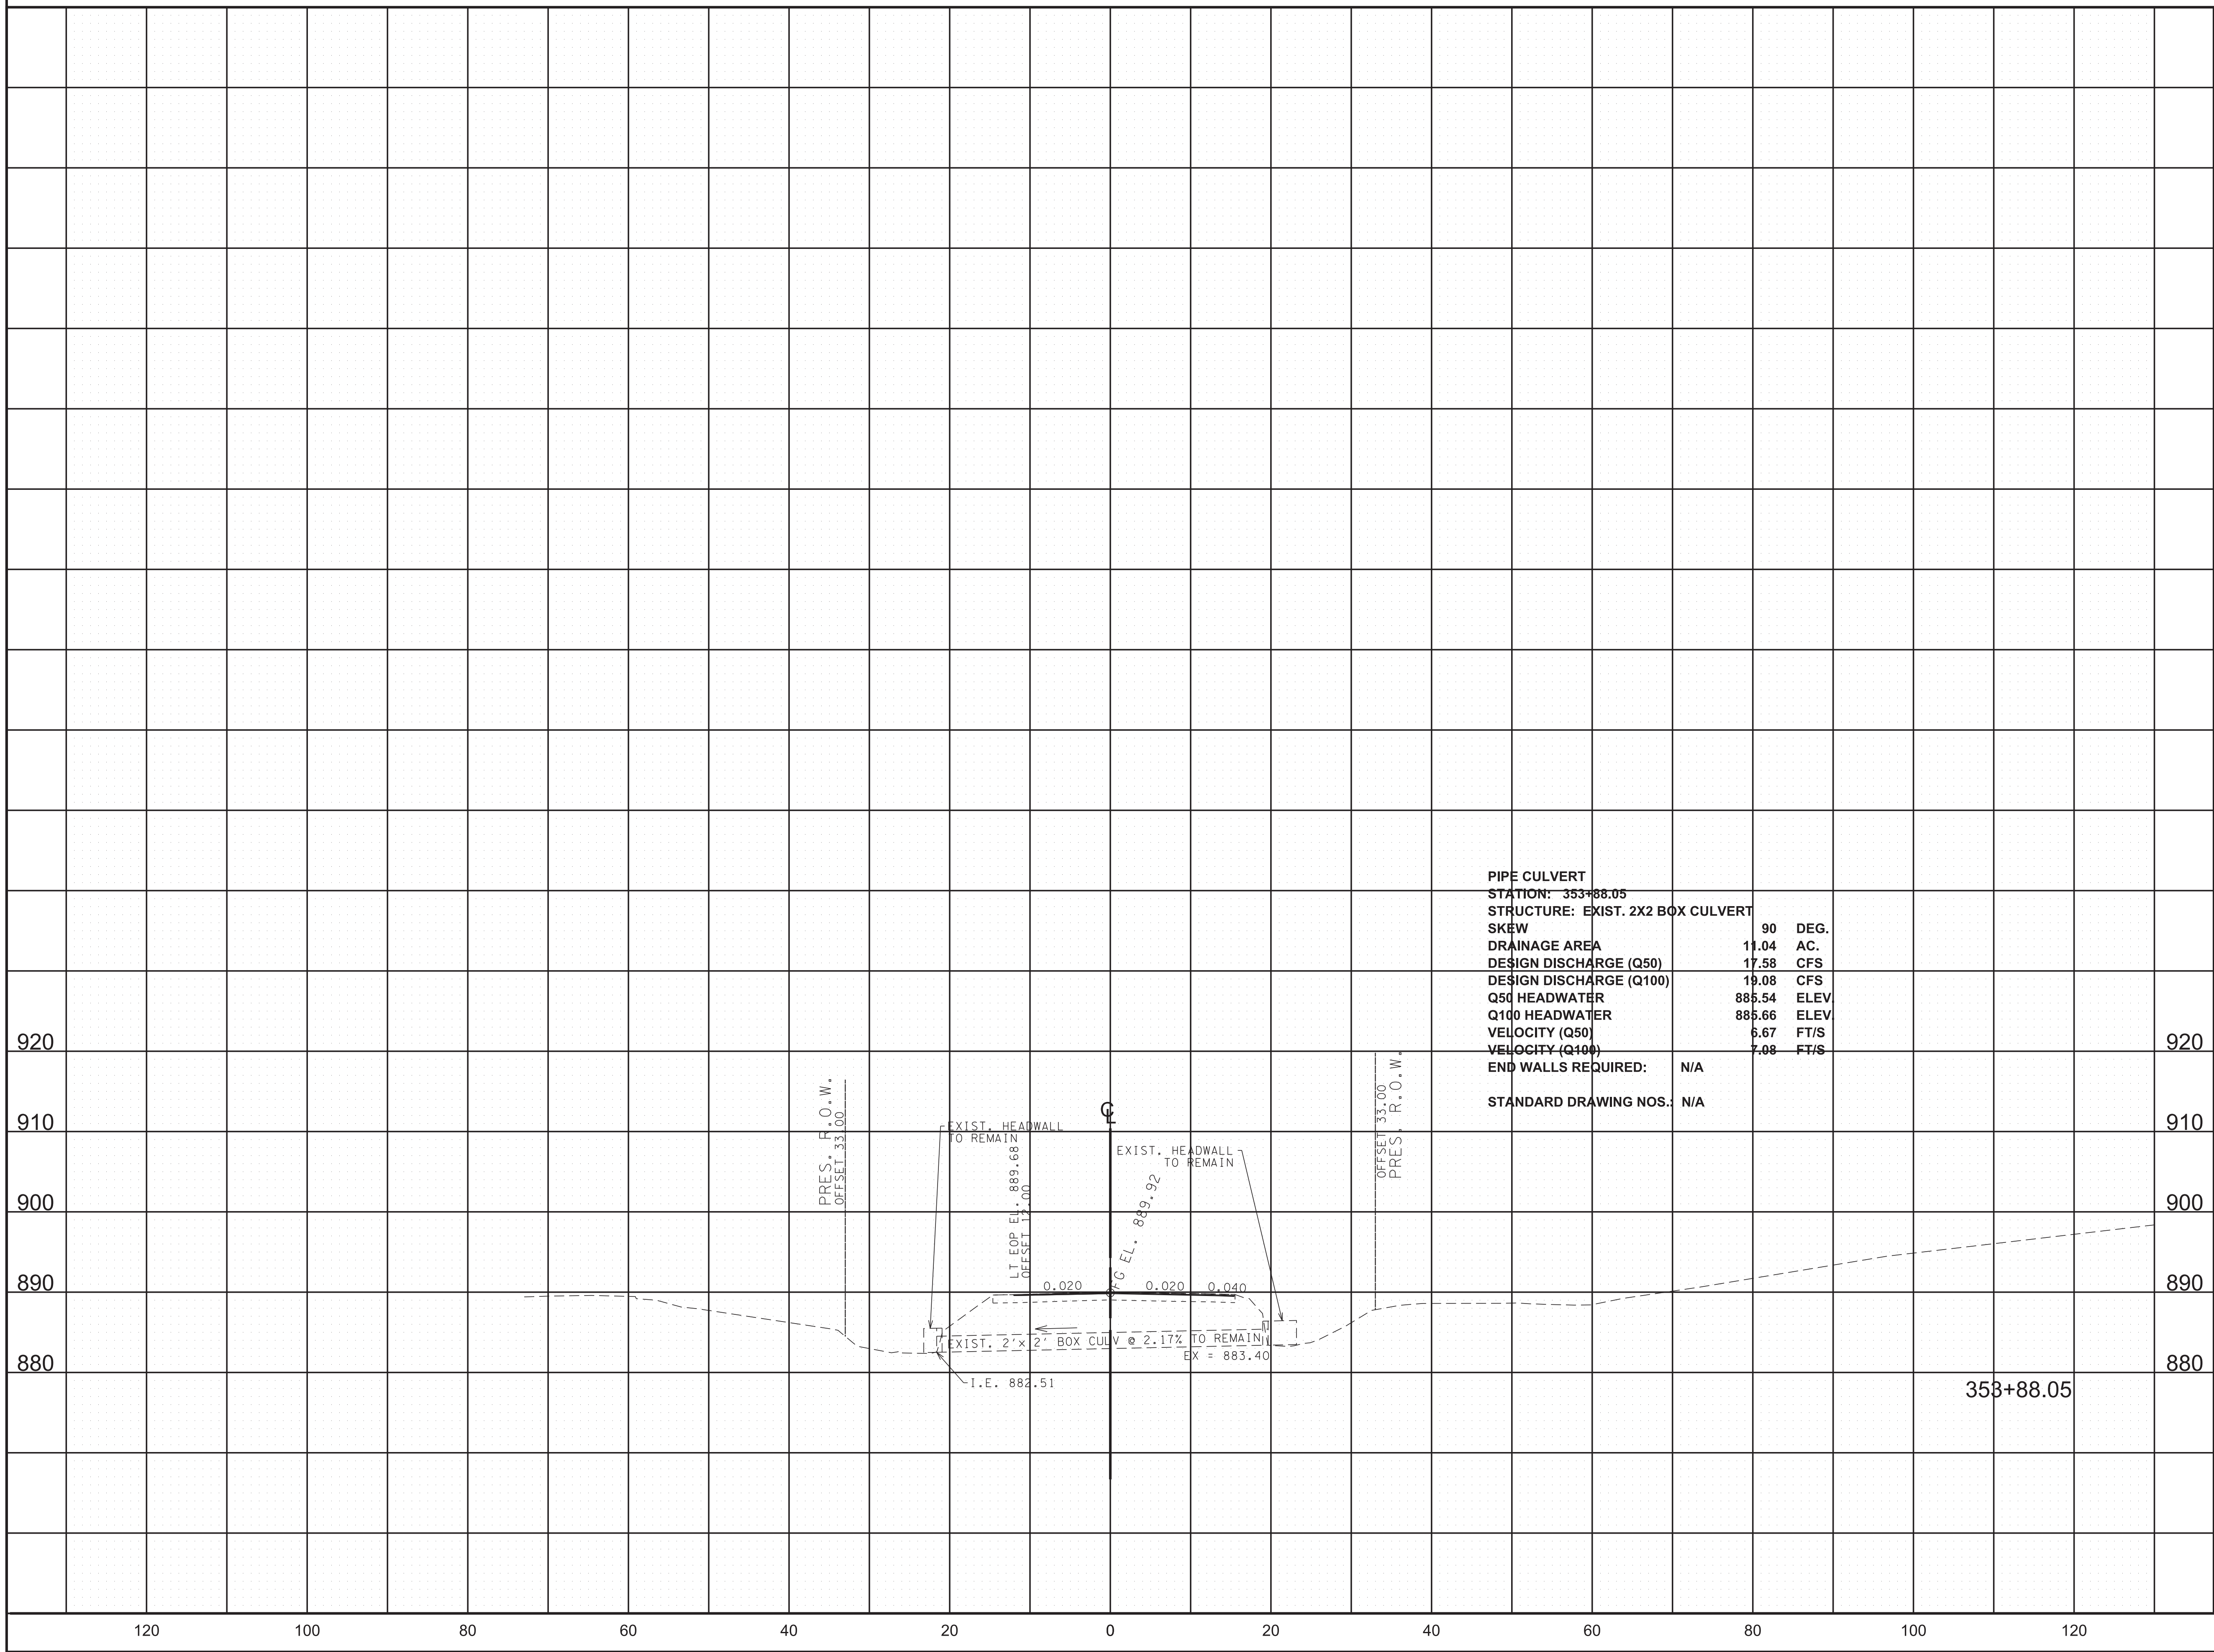 PIPE CULVERT
STATION: 353+88.05
STRUCTURE: EXIST. 2X2 BOX CULVERT
SKEW 90 DEG.
DRAINAGE AREA 11.04 AC.
DESIGN DISCHARGE (Q50) 17.58 CFS
DESIGN DISCHARGE (Q100) 19.08 CFS
Q50 HEADWATER 885.54 ELEV.
Q100 HEADWATER 885.66 ELEV.
VELOCITY (Q50) 6.67 FT/S
VELOCITY (Q100) 7.08 FT/S
END WALLS REQUIRED: N/A
STANDARD DRAWING NOS.: N/A
920
910
900
890
880
PRES. R.O.W.
OFFSET 33.00
EXIST. HEADWALL
TO REMAIN
LT EOP EL. 889.68
OFFSET 12.00
℄
FG EL. 889.92
EXIST. HEADWALL
TO REMAIN
OFFSET 33.00
PRES. R.O.W.
0.020
0.020
0.040
EXIST. 2'x 2' BOX CULV @ 2.17% TO REMAIN
EX = 883.40
I.E. 882.51
920
910
900
890
880
353+88.05
120 100 80 60 40 20 0 20 40 60 80 100 120